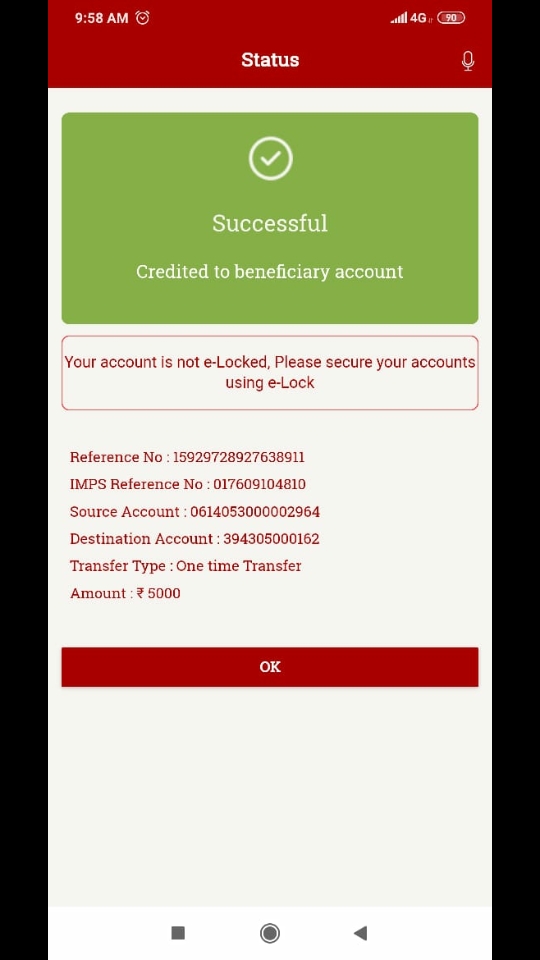 9:58 AM 4G 90
Status
Successful
Credited to beneficiary account
Your account is not e-Locked, Please secure your accounts
using e-Lock
Reference No : 15929728927638911
IMPS Reference No : 017609104810
Source Account : 0614053000002964
Destination Account : 394305000162
Transfer Type : One time Transfer
Amount : ₹ 5000
OK